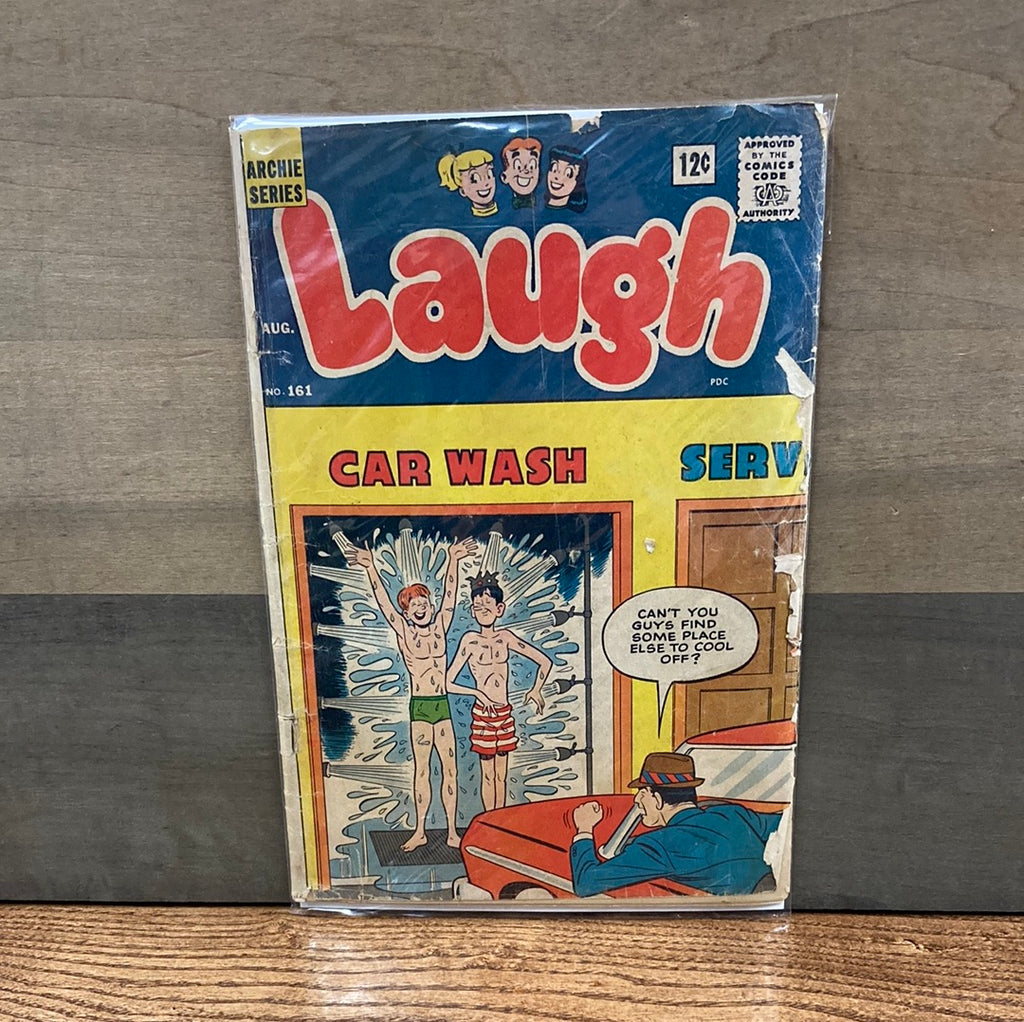 ARCHIE
SERIES
12¢
APPROVED
BY THE
COMICS
CODE
CA
AUTHORITY
Laugh
AUG.
NO. 161
PDC
CAR WASH
SERV
CAN'T YOU
GUYS FIND
SOME PLACE
ELSE TO COOL
OFF?